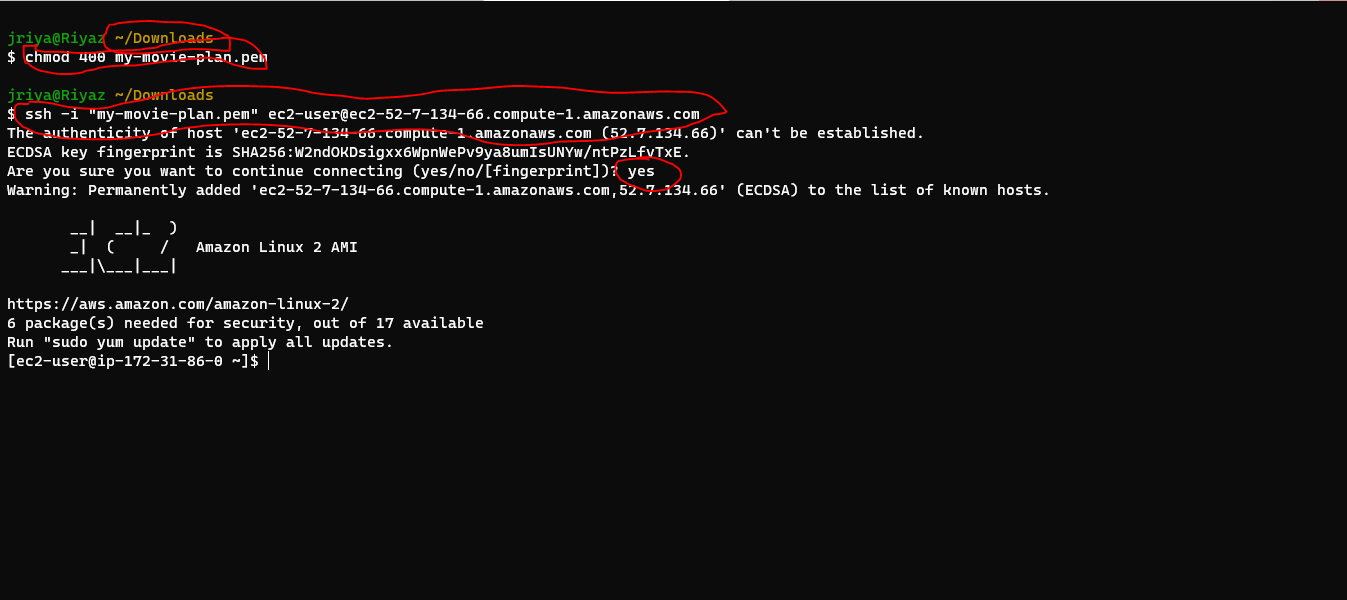 jriya@Riyaz ~/Downloads
$ chmod 400 my-movie-plan.pem
jriya@Riyaz ~/Downloads
$ ssh -i "my-movie-plan.pem" ec2-user@ec2-52-7-134-66.compute-1.amazonaws.com
The authenticity of host 'ec2-52-7-134-66.compute-1.amazonaws.com (52.7.134.66)' can't be established.
ECDSA key fingerprint is SHA256:W2ndOKDsigxx6WpnWePv9ya8umIsUNYw/ntPzLfvTxE.
Are you sure you want to continue connecting (yes/no/[fingerprint])? yes
Warning: Permanently added 'ec2-52-7-134-66.compute-1.amazonaws.com,52.7.134.66' (ECDSA) to the list of known hosts.
       __|  __|_  )
       _|  (     /   Amazon Linux 2 AMI
      ___|\___|___|
https://aws.amazon.com/amazon-linux-2/
6 package(s) needed for security, out of 17 available
Run "sudo yum update" to apply all updates.
[ec2-user@ip-172-31-86-0 ~]$